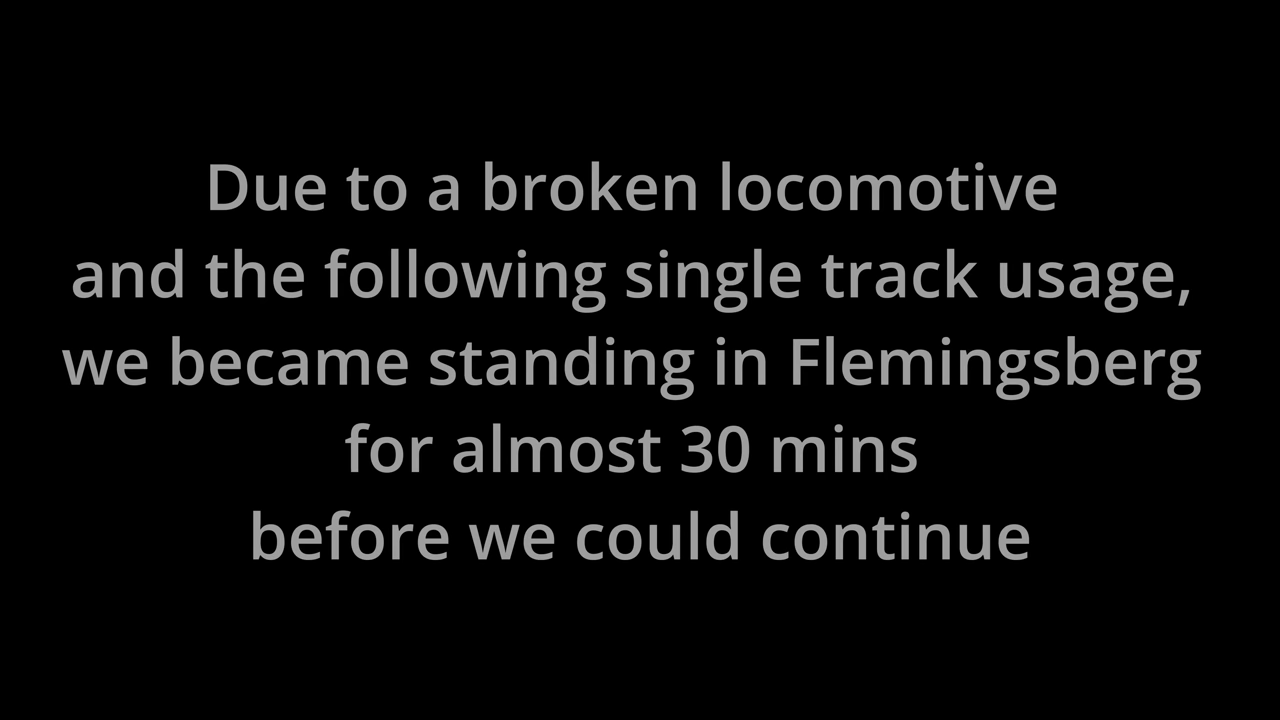 Due to a broken locomotive
and the following single track usage,
we became standing in Flemingsberg
for almost 30 mins
before we could continue